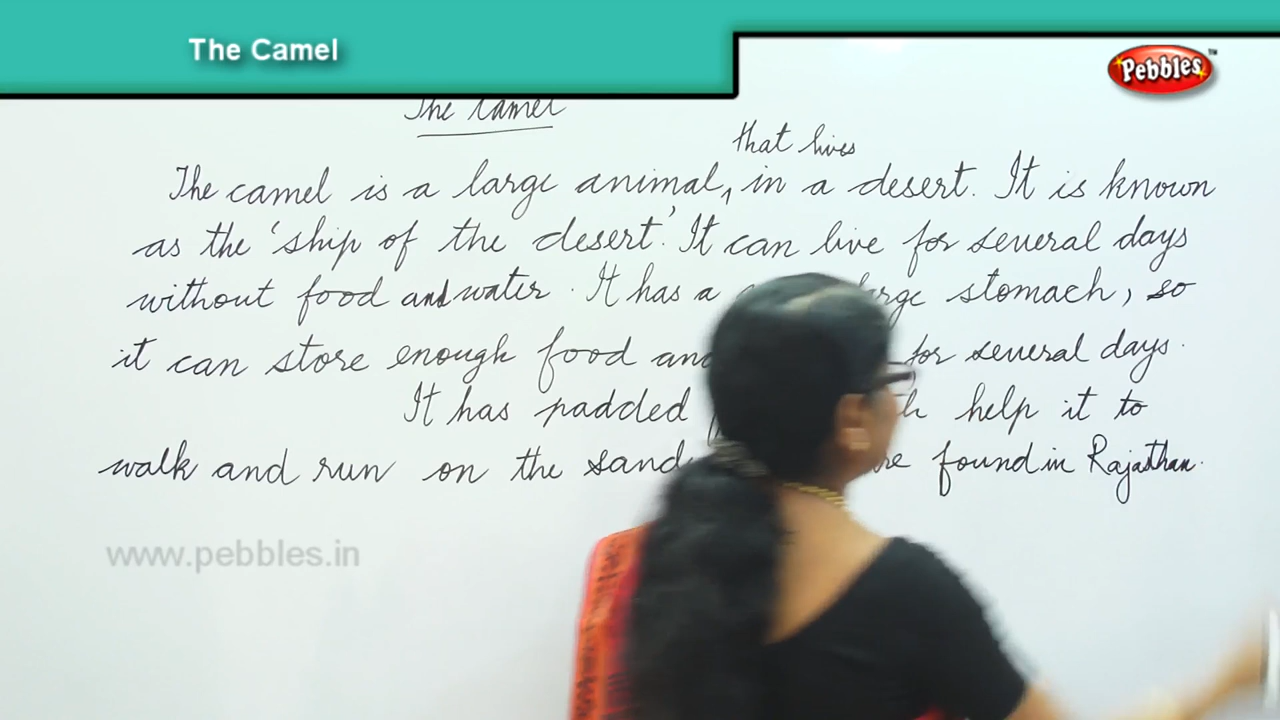 The Camel
Pebbles™
The Camel
that lives
The camel is a large animal, in a desert. It is known
as the 'ship of the desert.' It can live for several days
without food and water. It has a stomach, so
it can store enough food for several days.
It has padded help it to
walk and run on the sand found in Rajasthan.
www.pebbles.in